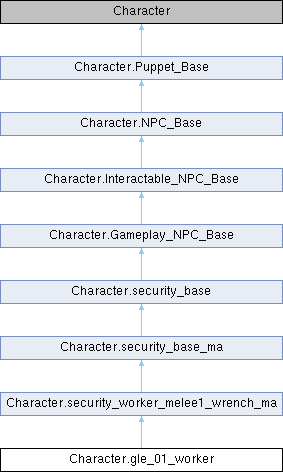 Character
Character.Puppet_Base
Character.NPC_Base
Character.Interactable_NPC_Base
Character.Gameplay_NPC_Base
Character.security_base
Character.security_base_ma
Character.security_worker_melee1_wrench_ma
Character.gle_01_worker